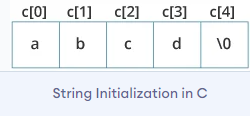 c[0] c[1] c[2] c[3] c[4]
a b c d \0
String Initialization in C